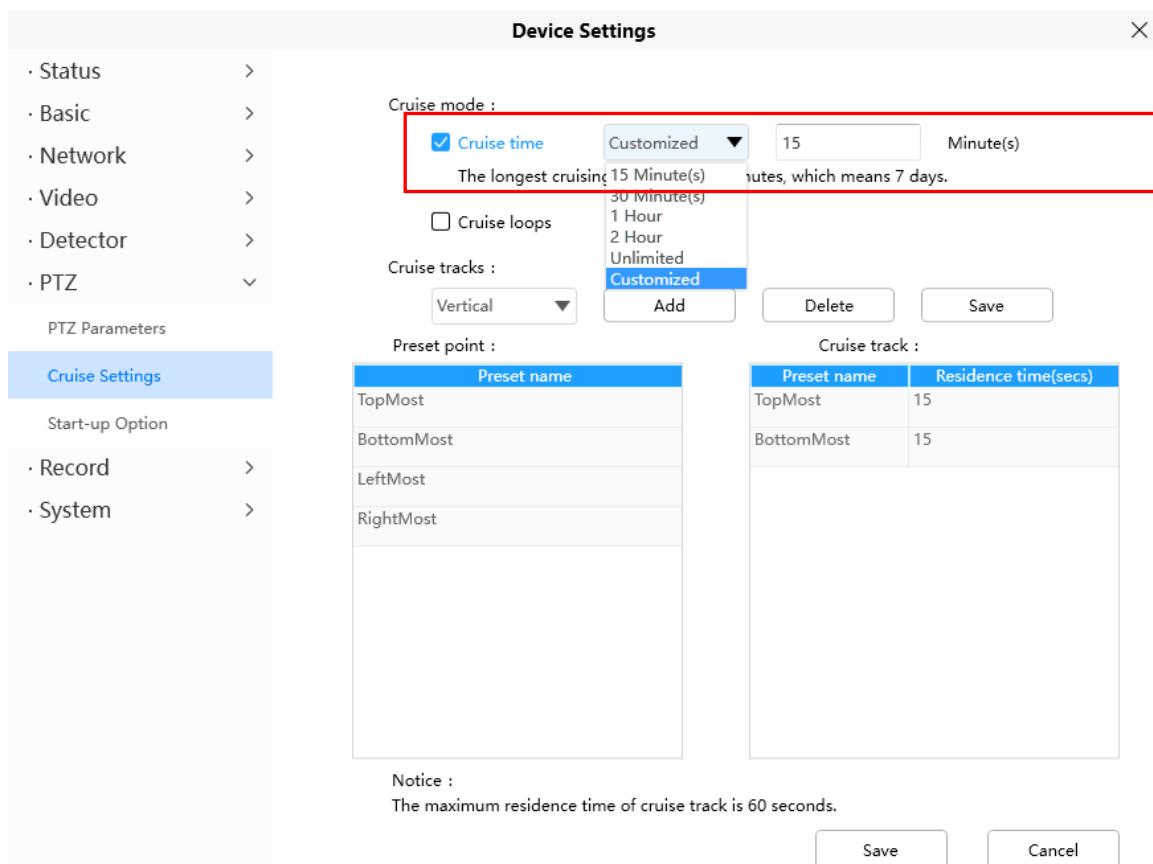 Device Settings
· Status
· Basic
· Network
· Video
· Detector
· PTZ
PTZ Parameters
Cruise Settings
Start-up Option
· Record
· System
Cruise mode :
Cruise time Customized 15 Minute(s)
The longest cruising which means 7 days.
15 Minute(s)
30 Minute(s)
1 Hour
2 Hour
Unlimited
Customized
Cruise loops
Cruise tracks :
Vertical Add Delete Save
Preset point :
Preset name
TopMost
BottomMost
LeftMost
RightMost
Cruise track :
Preset name Residence time(secs)
TopMost 15
BottomMost 15
Notice :
The maximum residence time of cruise track is 60 seconds.
Save Cancel